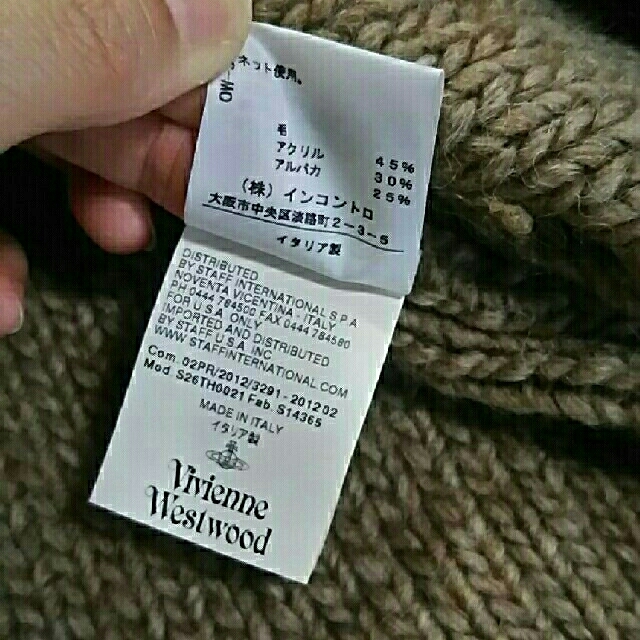 ネット使用。
毛 45%
アクリル 30%
アルパカ 25%
(株) インコントロ
大阪市中央区淡路町2-3-5
イタリア製
DISTRIBUTED
BY STAFF INTERNATIONAL S.P.A
NOVENTA VICENTINA - ITALY
P.0444 784500 FAX 0444 784580
FOR U.S.A. ONLY
IMPORTED AND DISTRIBUTED
BY STAFF U.S.A. INC
WWW.STAFFINTERNATIONAL.COM
Com. 02PR/2012/3291 - 201202
Mod S26TH0021 Fab. S14365
MADE IN ITALY
イタリア製
Vivienne
Westwood